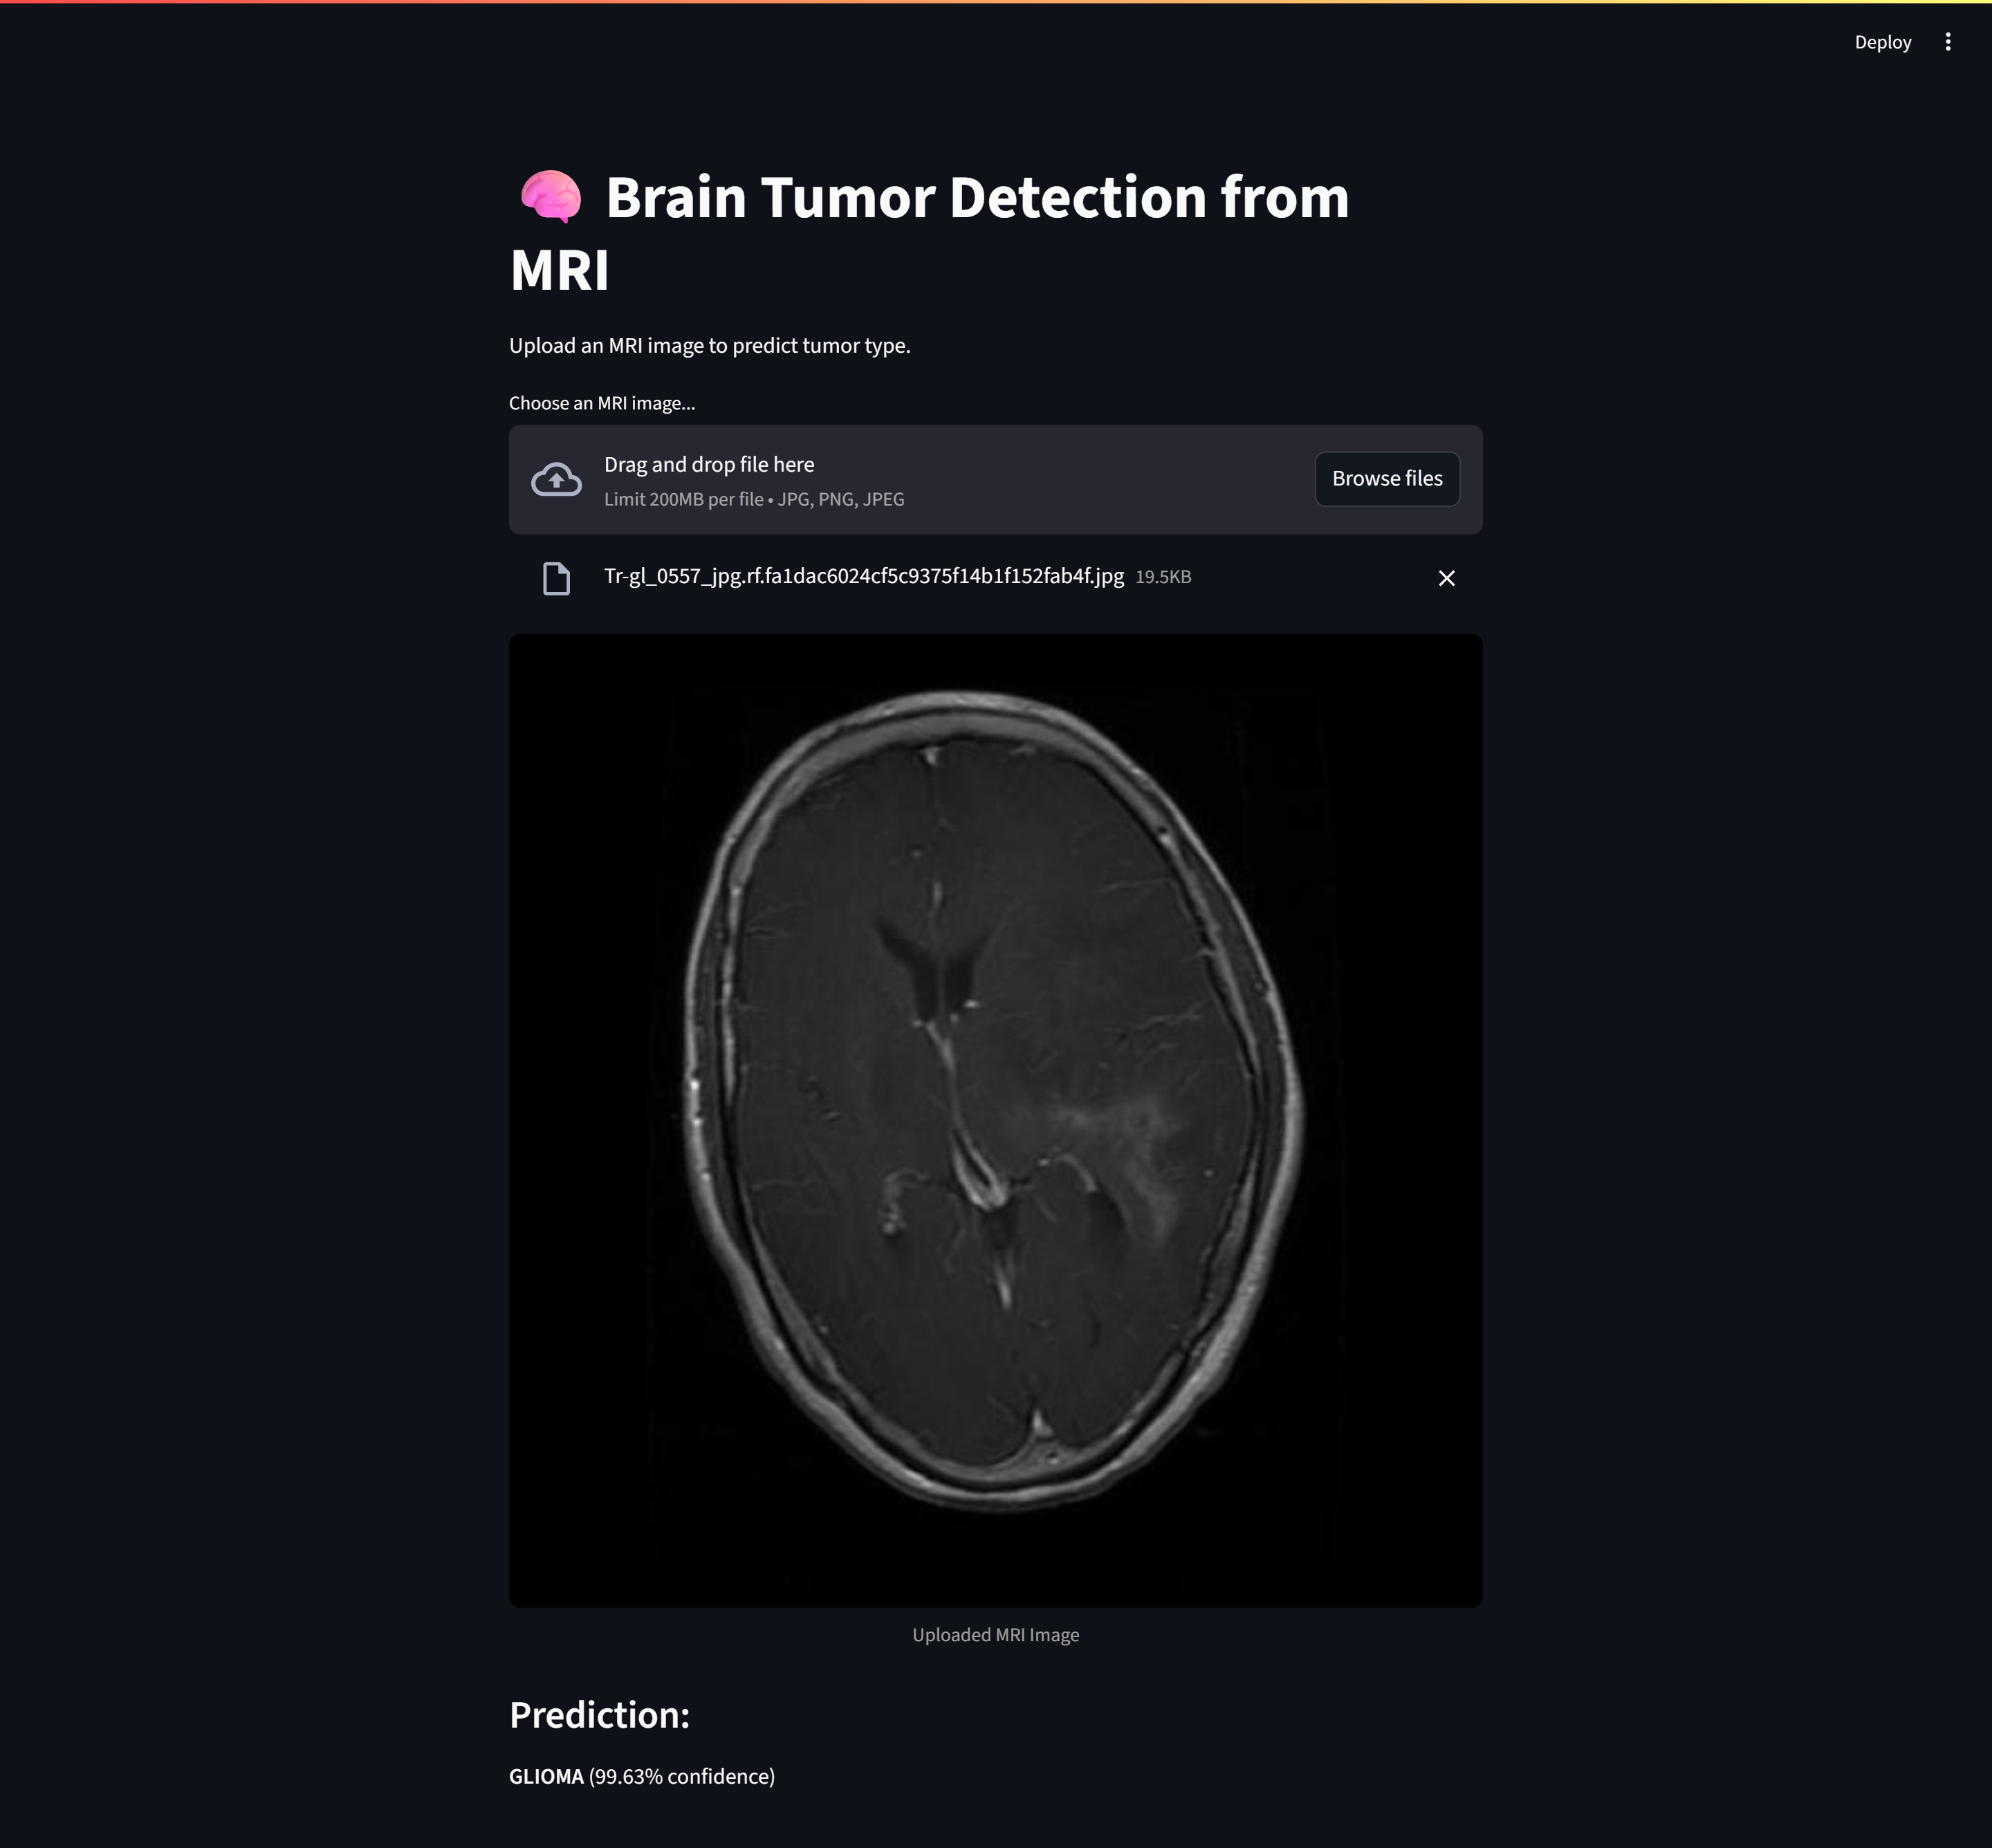 Deploy
🧠 Brain Tumor Detection from
MRI
Upload an MRI image to predict tumor type.
Choose an MRI image...
Drag and drop file here
Limit 200MB per file • JPG, PNG, JPEG
Browse files
Tr-gl_0557_jpg.rf.fa1dac6024cf5c9375f14b1f152fab4f.jpg 19.5KB
Uploaded MRI Image
Prediction:
GLIOMA (99.63% confidence)